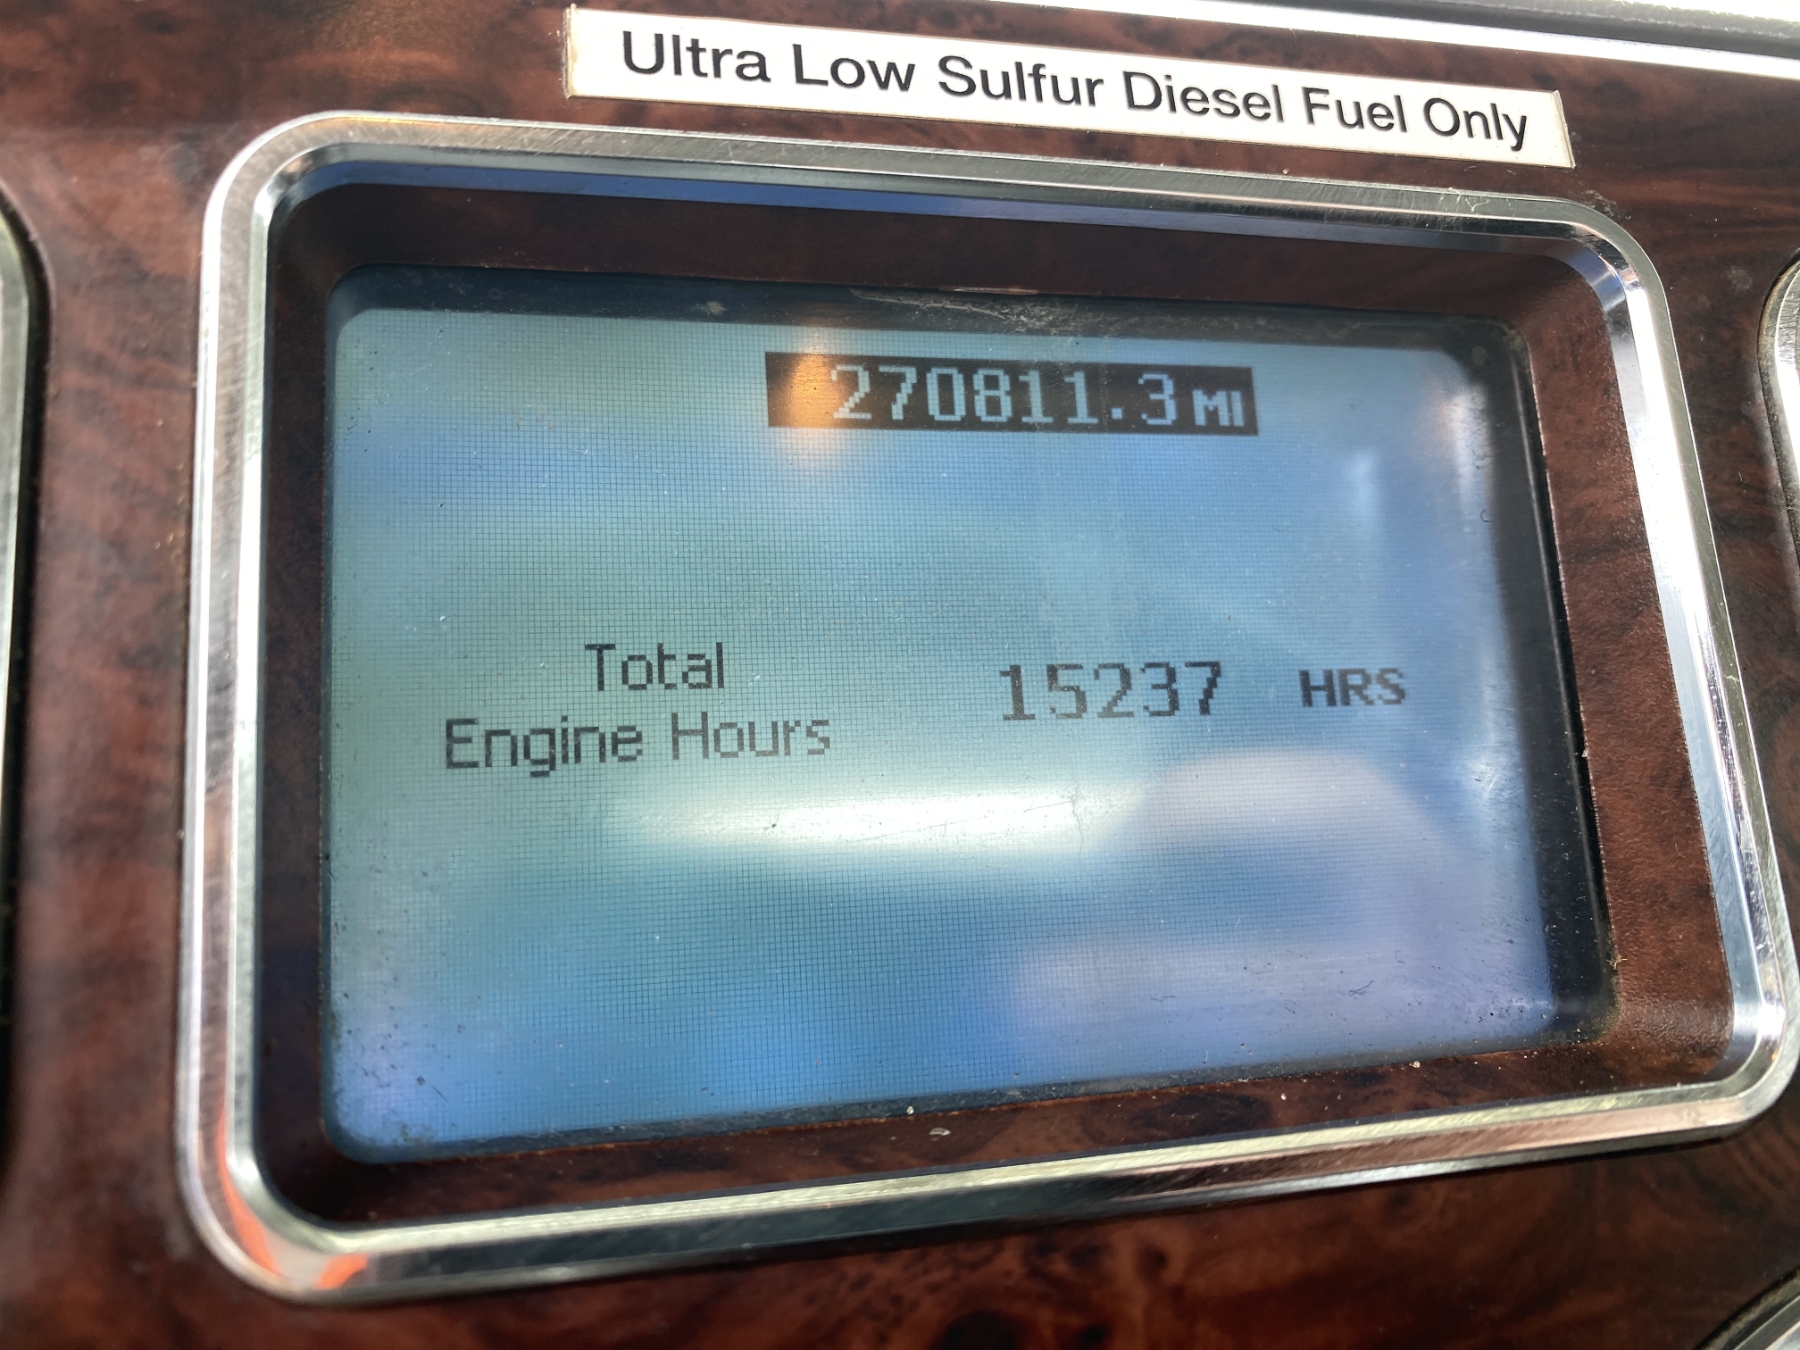 Ultra Low Sulfur Diesel Fuel Only
270811.3 MI
Total
Engine Hours 15237 HRS